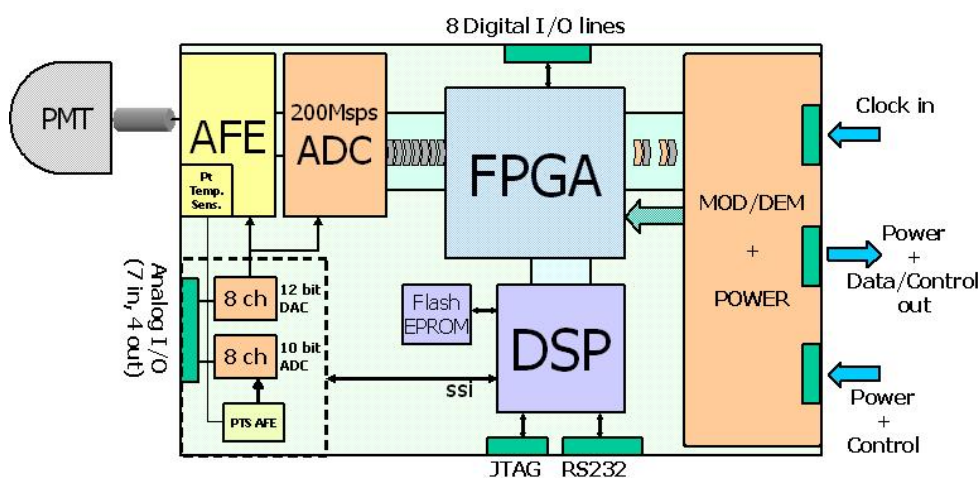 8 Digital I/O lines
PMT
AFE
200Msps
ADC
FPGA
Clock in
Pt
Temp.
Sens.
MOD/DEM
+
POWER
Power
+
Data/Control
out
Analog I/O
(7 in, 4 out)
8 ch
12 bit
DAC
Flash
EPROM
DSP
8 ch
10 bit
ADC
ssi
PTS AFE
Power
+
Control
JTAG
RS232